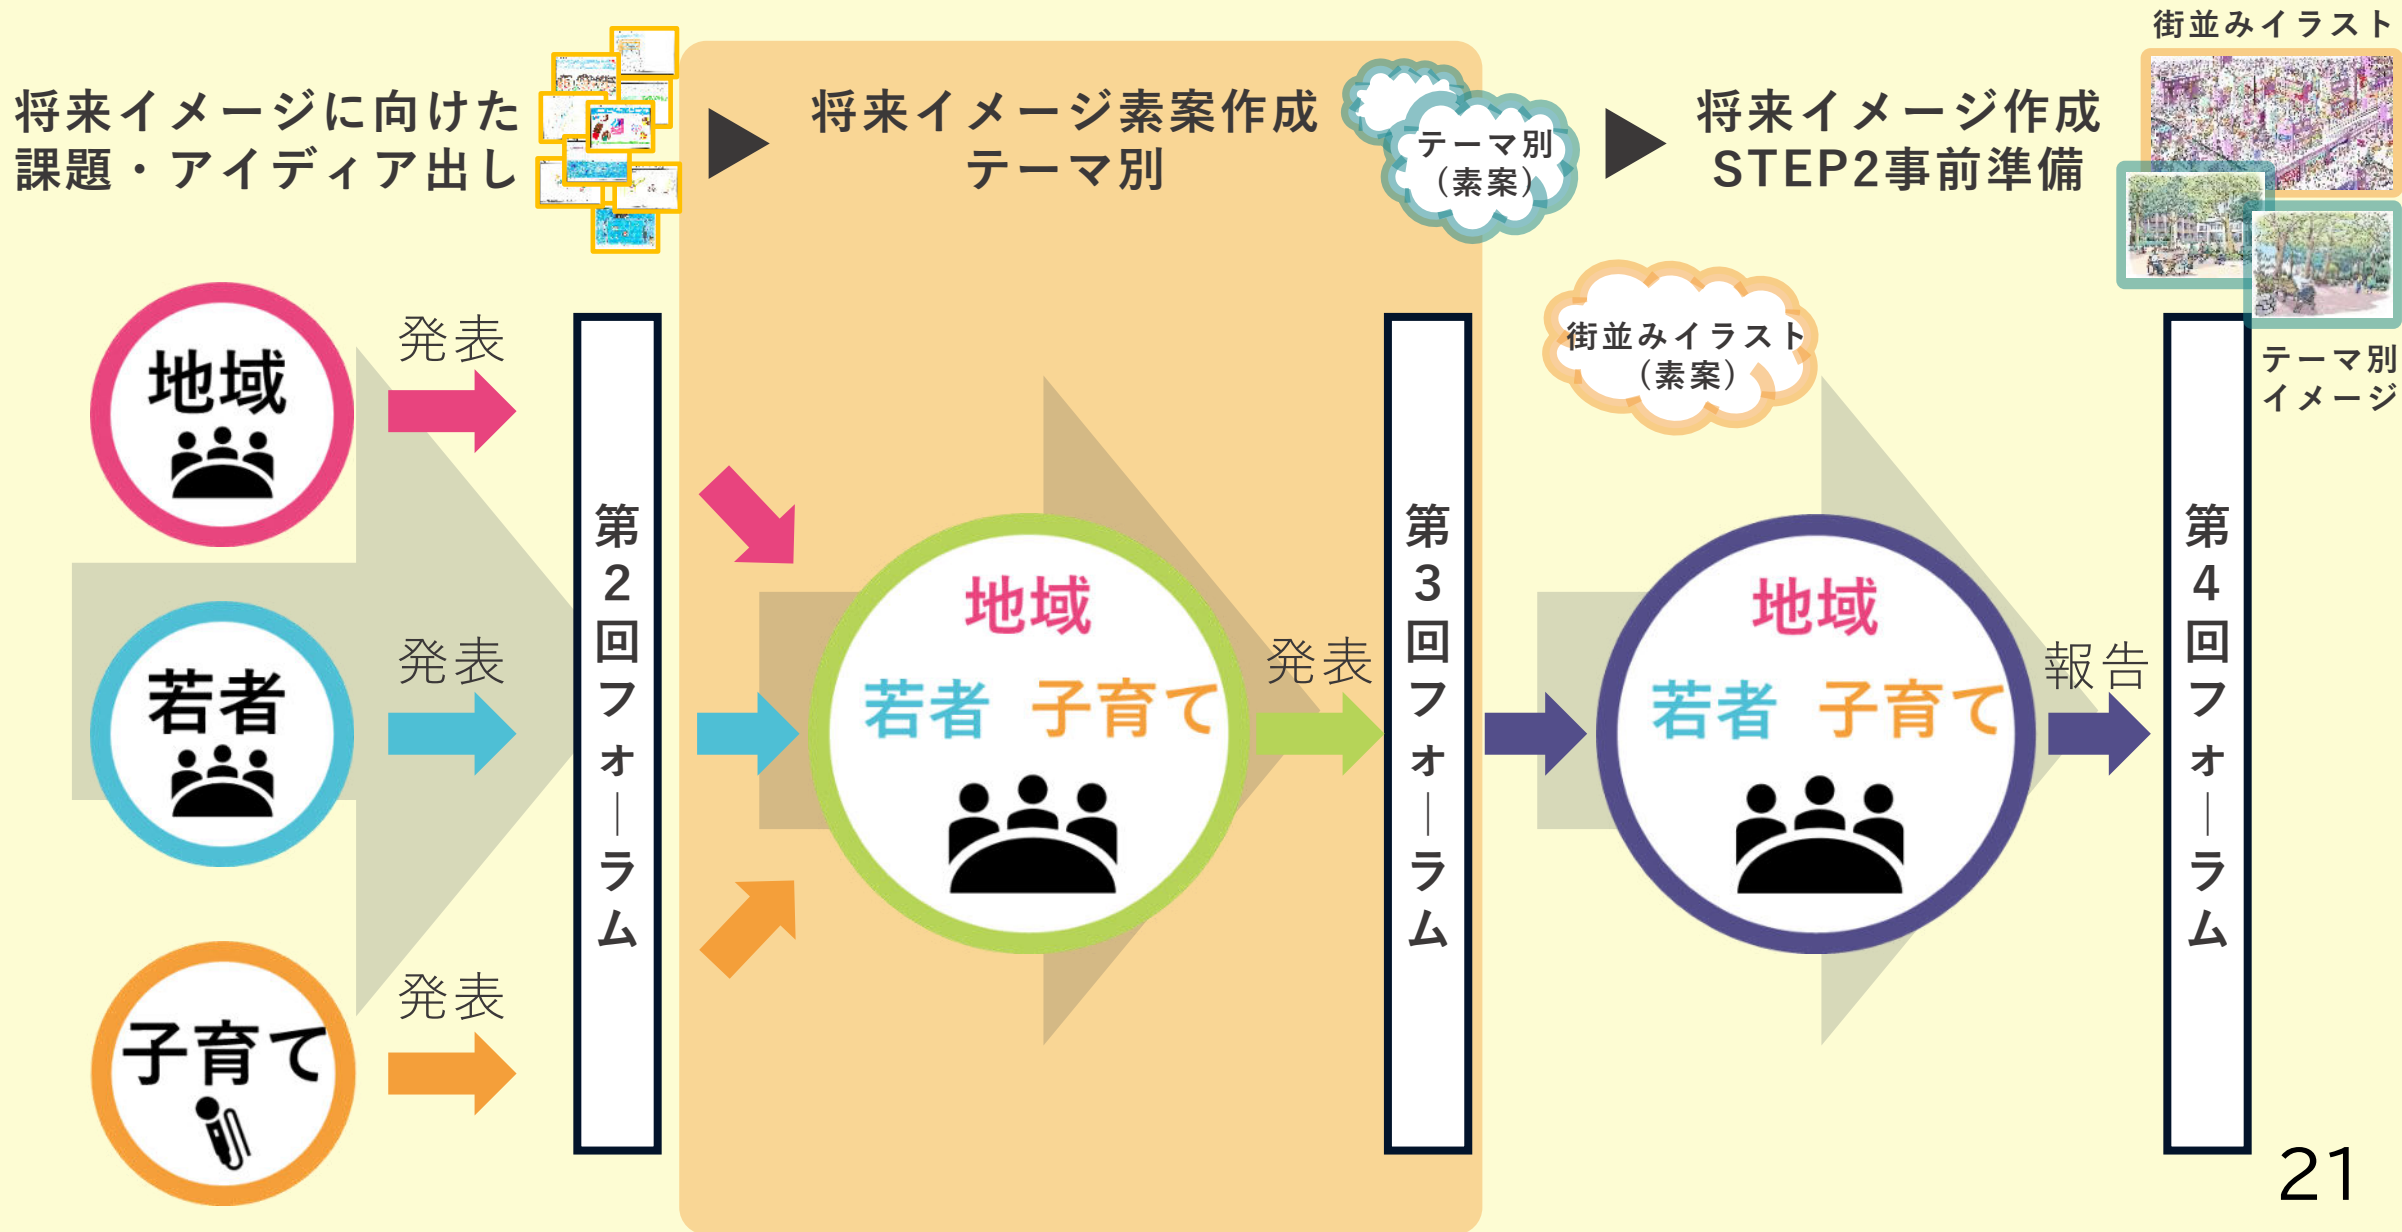 将来イメージに向けた
課題・アイディア出し
将来イメージ素案作成
テーマ別
テーマ別
(素案)
将来イメージ作成
STEP2事前準備
街並みイラスト
テーマ別
イメージ
街並みイラスト
(素案)
地域
発表
若者
発表
子育て
発表
第2回フォーラム
地域
若者 子育て
発表
第3回フォーラム
地域
若者 子育て
報告
第4回フォーラム
21